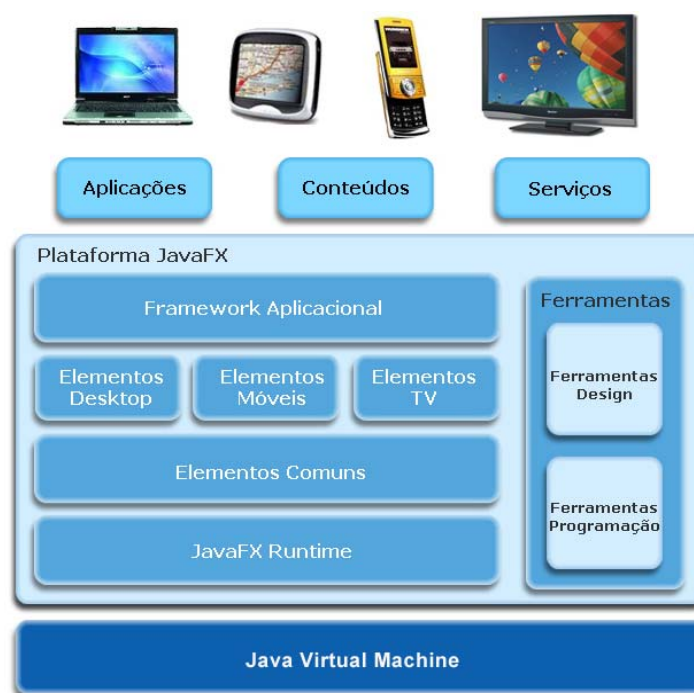 Aplicações
Conteúdos
Serviços
Plataforma JavaFX
Framework Aplicacional
Elementos
Desktop
Elementos
Móveis
Elementos
TV
Elementos Comuns
JavaFX Runtime
Ferramentas
Ferramentas
Design
Ferramentas
Programação
Java Virtual Machine